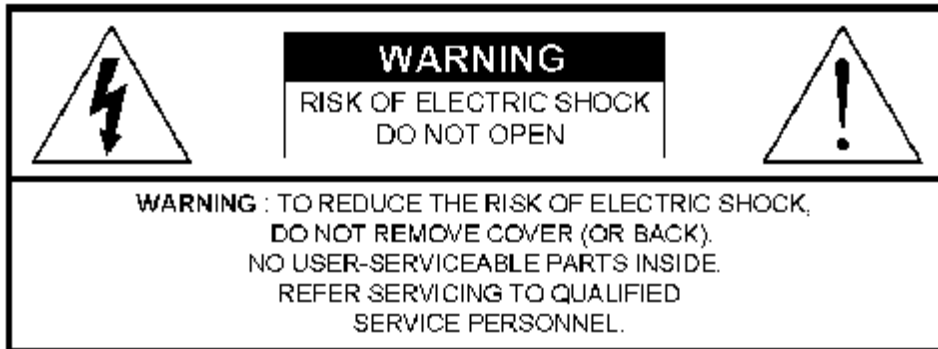 WARNING
RISK OF ELECTRIC SHOCK
DO NOT OPEN
WARNING : TO REDUCE THE RISK OF ELECTRIC SHOCK,
DO NOT REMOVE COVER (OR BACK).
NO USER-SERVICEABLE PARTS INSIDE.
REFER SERVICING TO QUALIFIED
SERVICE PERSONNEL.